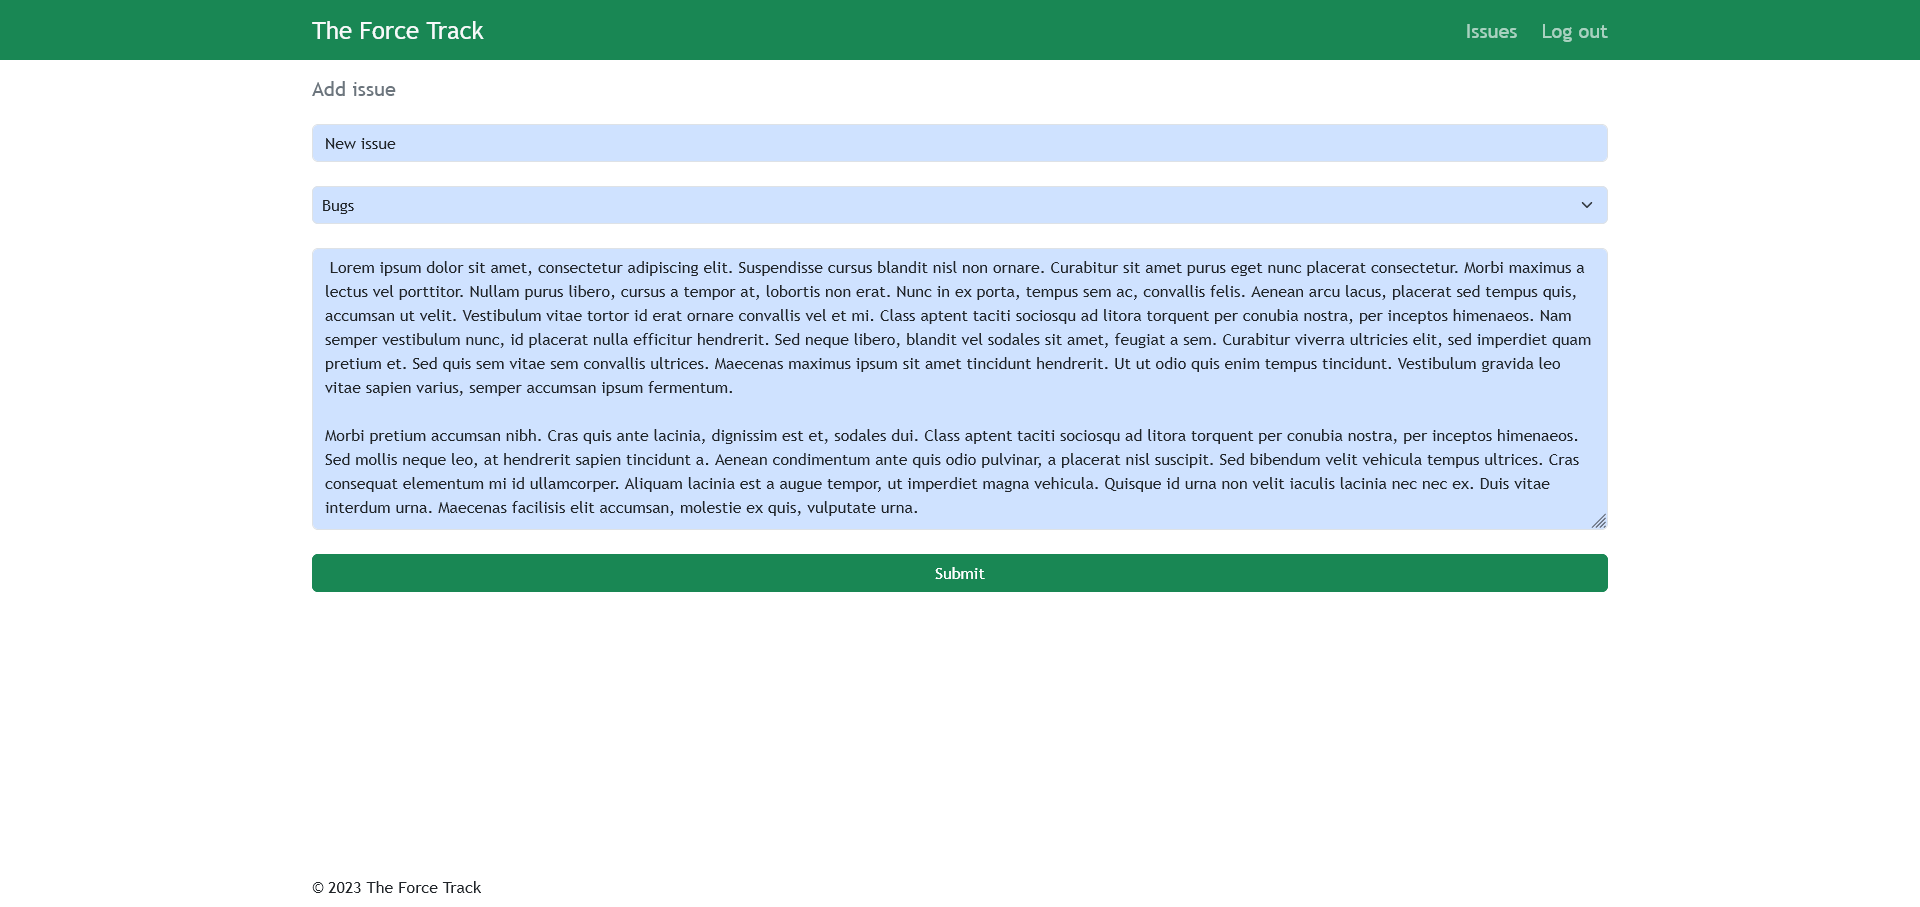 The Force Track
Issues
Log out
Add issue
New issue
Bugs
Lorem ipsum dolor sit amet, consectetur adipiscing elit. Suspendisse cursus blandit nisl non ornare. Curabitur sit amet purus eget nunc placerat consectetur. Morbi maximus a
lectus vel porttitor. Nullam purus libero, cursus a tempor at, lobortis non erat. Nunc in ex porta, tempus sem ac, convallis felis. Aenean arcu lacus, placerat sed tempus quis,
accumsan ut velit. Vestibulum vitae tortor id erat ornare convallis vel et mi. Class aptent taciti sociosqu ad litora torquent per conubia nostra, per inceptos himenaeos. Nam
semper vestibulum nunc, id placerat nulla efficitur hendrerit. Sed neque libero, blandit vel sodales sit amet, feugiat a sem. Curabitur viverra ultricies elit, sed imperdiet quam
pretium et. Sed quis sem vitae sem convallis ultrices. Maecenas maximus ipsum sit amet tincidunt hendrerit. Ut ut odio quis enim tempus tincidunt. Vestibulum gravida leo
vitae sapien varius, semper accumsan ipsum fermentum.
Morbi pretium accumsan nibh. Cras quis ante lacinia, dignissim est et, sodales dui. Class aptent taciti sociosqu ad litora torquent per conubia nostra, per inceptos himenaeos.
Sed mollis neque leo, at hendrerit sapien tincidunt a. Aenean condimentum ante quis odio pulvinar, a placerat nisl suscipit. Sed bibendum velit vehicula tempus ultrices. Cras
consequat elementum mi id ullamcorper. Aliquam lacinia est a augue tempor, ut imperdiet magna vehicula. Quisque id urna non velit iaculis lacinia nec nec ex. Duis vitae
interdum urna. Maecenas facilisis elit accumsan, molestie ex quis, vulputate urna.
Submit
© 2023 The Force Track